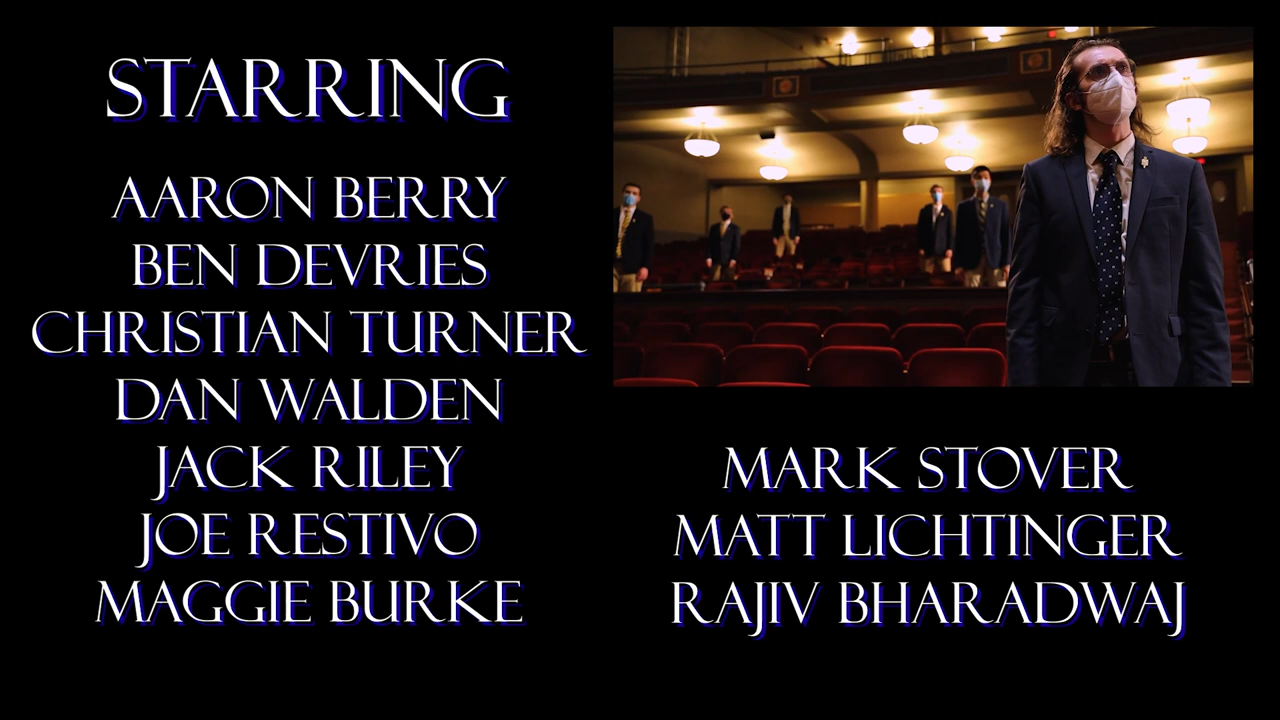 STARRING
AARON BERRY
BEN DEVRIES
CHRISTIAN TURNER
DAN WALDEN
JACK RILEY
JOE RESTIVO
MAGGIE BURKE
MARK STOVER
MATT LICHTINGER
RAJIV BHARADWAJ